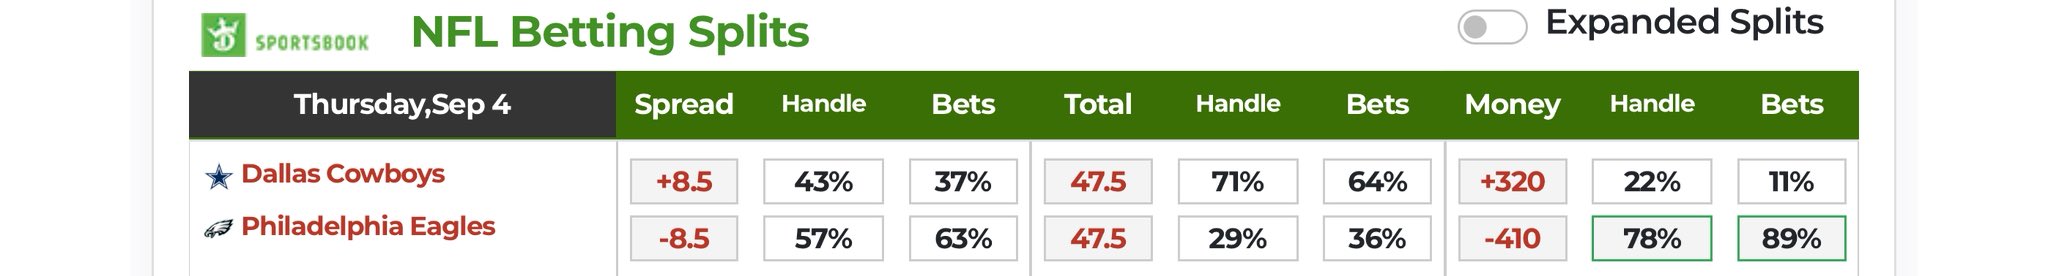 SPORTSBOOK NFL Betting Splits Expanded Splits
Thursday,Sep 4 Spread Handle Bets Total Handle Bets Money Handle Bets
Dallas Cowboys +8.5 43% 37% 47.5 71% 64% +320 22% 11%
Philadelphia Eagles -8.5 57% 63% 47.5 29% 36% -410 78% 89%